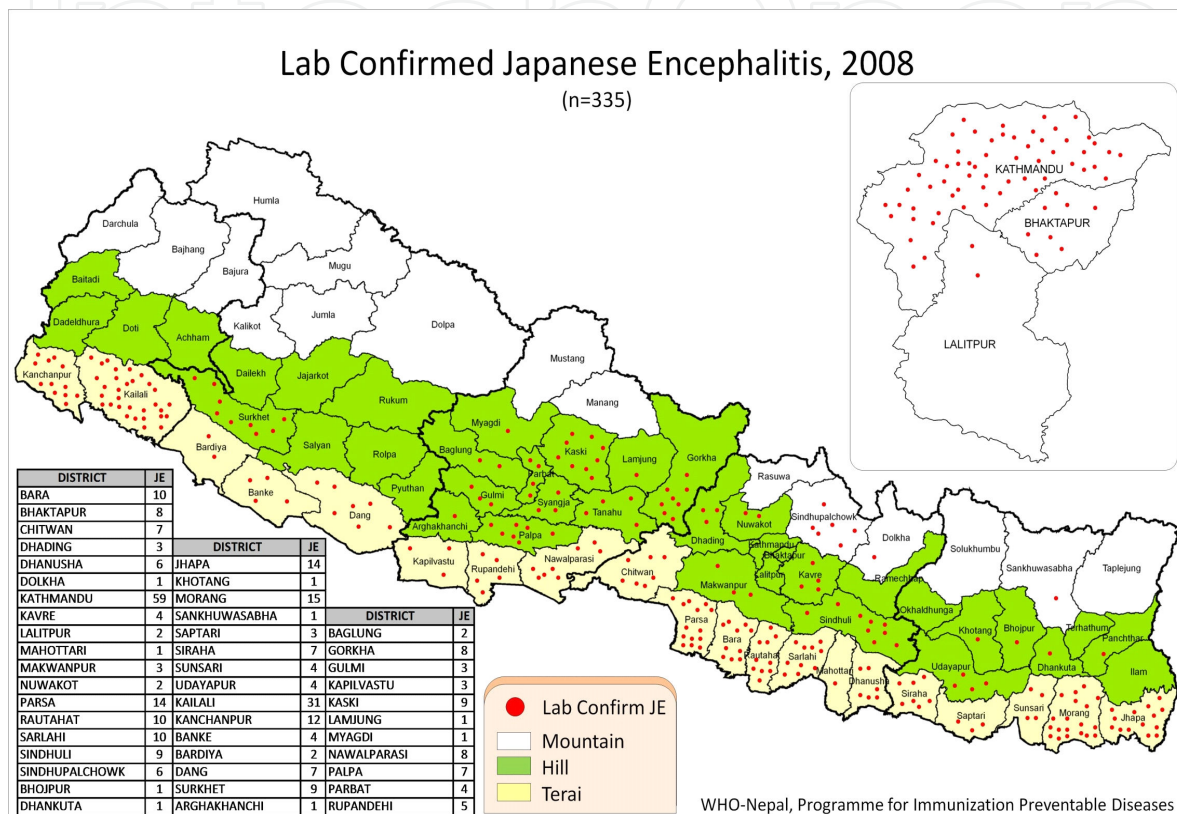 Lab Confirmed Japanese Encephalitis, 2008
(n=335)
KATHMANDU
BHAKTAPUR
LALITPUR
Humla
Darchula
Bajhang
Bajura
Mugu
Baitadi
Jumla
Kalikot
Dolpa
Dadeldhura
Doti
Achham
Mustang
Kanchanpur
Kailali
Dailekh
Jajarkot
Rukum
Manang
Surkhet
Myagdi
Bardiya
Salyan
Rolpa
Baglung
Parbat
Kaski
Lamjung
Gorkha
Banke
Pyuthan
Gulmi
Syangja
Tanahu
Rasuwa
Dang
Arghakhanchi
Palpa
Nuwakot
Sindhupalchowk
Dhading
Dolkha
Kapilvastu
Rupandehi
Nawalparasi
Chitwan
Kathmandu
Bhaktapur
Lalitpur
Kavre
Ramechhap
Solukhumbu
Sankhuwasabha
Taplejung
Makwanpur
Sindhuli
Okhaldhunga
Khotang
Bhojpur
Terhathum
Panchthar
Parsa
Bara
Rautahat
Sarlahi
Mahottari
Dhanusha
Udayapur
Dhankuta
Ilam
Siraha
Saptari
Sunsari
Morang
Jhapa
DISTRICT JE
BARA 10
BHAKTAPUR 8
CHITWAN 7
DHADING 3 DISTRICT JE
DHANUSHA 6 JHAPA 14
DOLKHA 1 KHOTANG 1
KATHMANDU 59 MORANG 15
KAVRE 4 SANKHUWASABHA 1 DISTRICT JE
LALITPUR 2 SAPTARI 3 BAGLUNG 2
MAHOTTARI 1 SIRAHA 7 GORKHA 8
MAKWANPUR 3 SUNSARI 4 GULMI 3
NUWAKOT 2 UDAYAPUR 4 KAPILVASTU 3
PARSA 14 KAILALI 31 KASKI 9
RAUTAHAT 10 KANCHANPUR 12 LAMJUNG 1
SARLAHI 10 BANKE 4 MYAGDI 1
SINDHULI 9 BARDIYA 2 NAWALPARASI 8
SINDHUPALCHOWK 6 DANG 7 PALPA 7
BHOJPUR 1 SURKHET 9 PARBAT 4
DHANKUTA 1 ARGHAKHANCHI 1 RUPANDEHI 5
Lab Confirm JE
Mountain
Hill
Terai
WHO-Nepal, Programme for Immunization Preventable Diseases